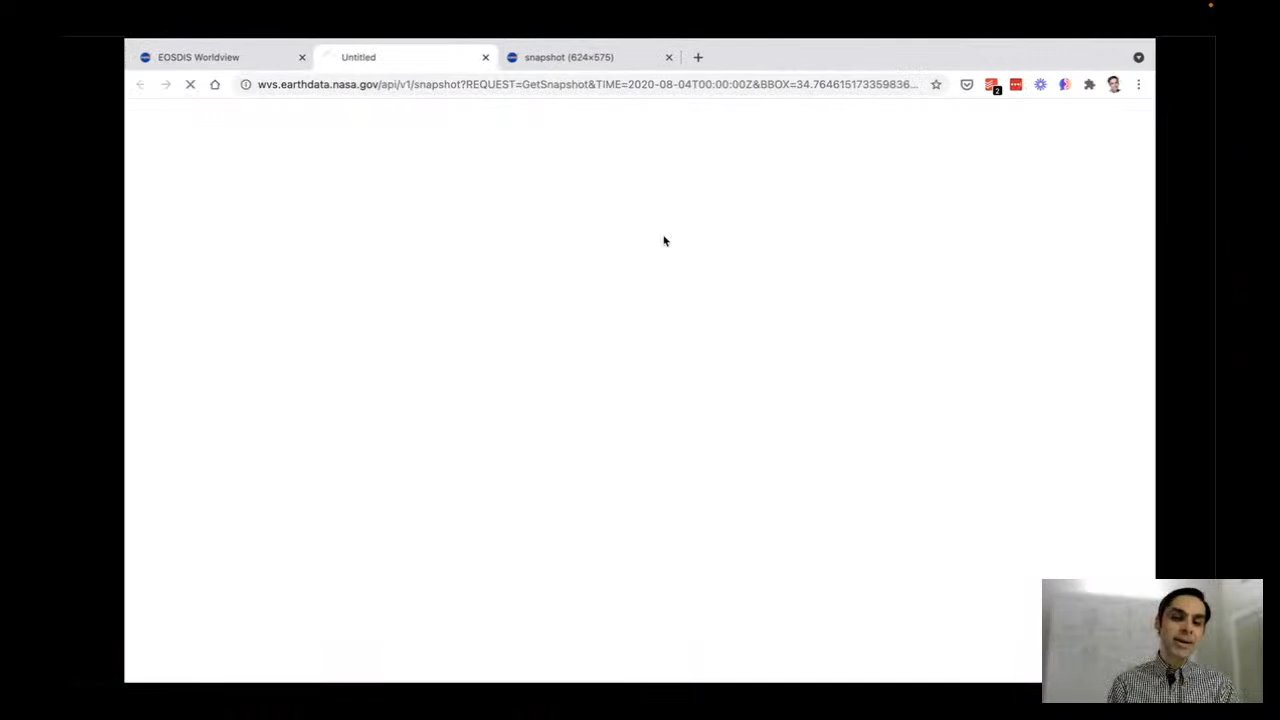 EOSDIS Worldview
Untitled
snapshot (624×575)
wvs.earthdata.nasa.gov/api/v1/snapshot?REQUEST=GetSnapshot&TIME=2020-08-04T00:00:00Z&BBOX=34.764615173359836...
2